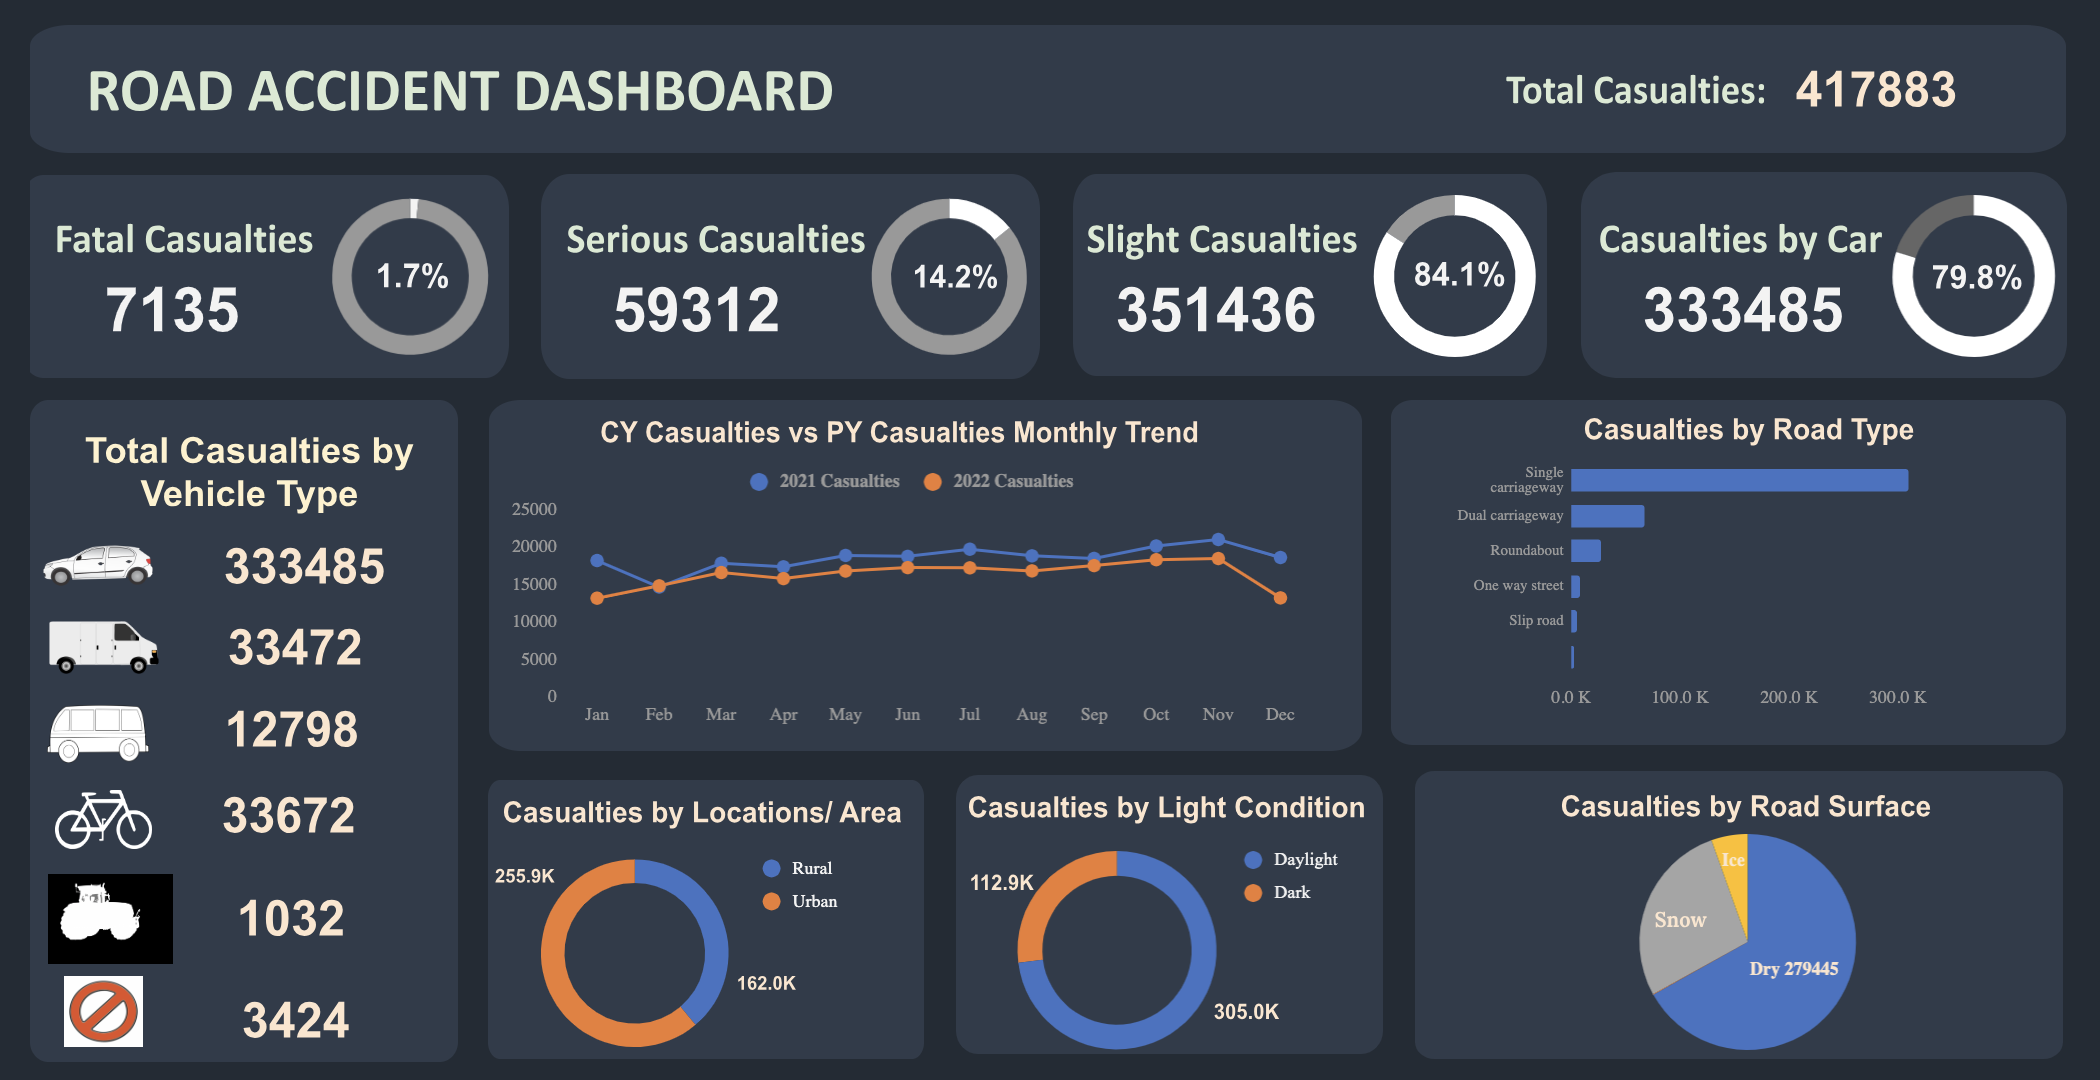 ROAD ACCIDENT DASHBOARD
Total Casualties: 417883
Fatal Casualties
7135
1.7%
Serious Casualties
59312
14.2%
Slight Casualties
351436
84.1%
Casualties by Car
333485
79.8%
Total Casualties by
Vehicle Type
333485
33472
12798
33672
1032
3424
CY Casualties vs PY Casualties Monthly Trend
2021 Casualties 2022 Casualties
25000
20000
15000
10000
5000
0
Jan Feb Mar Apr May Jun Jul Aug Sep Oct Nov Dec
Casualties by Road Type
Single
carriageway
Dual carriageway
Roundabout
One way street
Slip road
0.0 K 100.0 K 200.0 K 300.0 K
Casualties by Locations/ Area
255.9K
Rural
Urban
162.0K
Casualties by Light Condition
112.9K
Daylight
Dark
305.0K
Casualties by Road Surface
Ice
Snow
Dry 279445